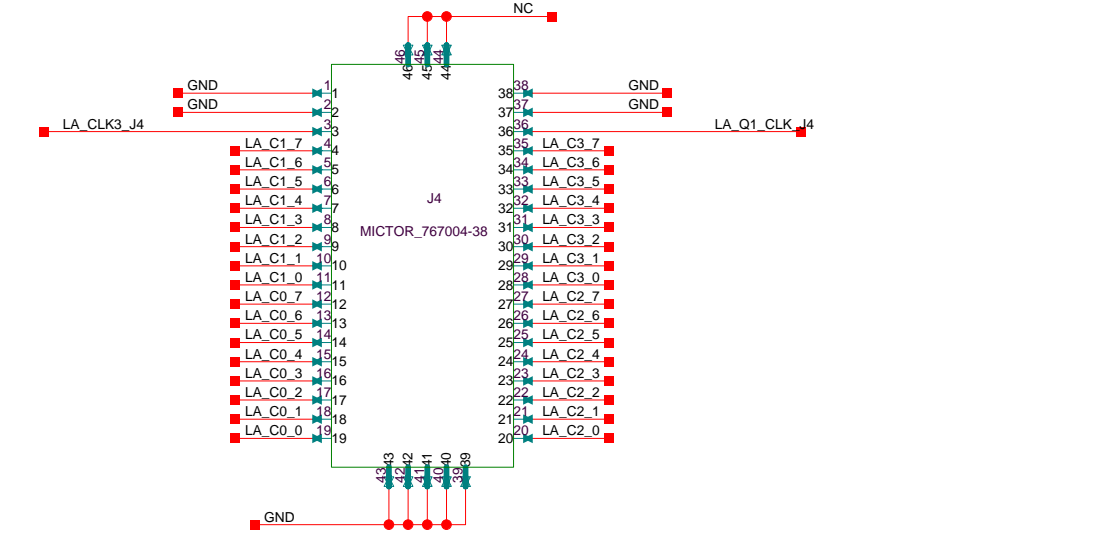 NC
46 45 44
46 45 44
GND 1 1 38 38 GND
GND 2 2 37 37 GND
LA_CLK3_J4 3 3 36 36 LA_Q1_CLK_J4
LA_C1_7 4 4 35 35 LA_C3_7
LA_C1_6 5 5 34 34 LA_C3_6
LA_C1_5 6 6 33 33 LA_C3_5
LA_C1_4 7 7 32 32 LA_C3_4
J4
LA_C1_3 8 8 31 31 LA_C3_3
MICTOR_767004-38
LA_C1_2 9 9 30 30 LA_C3_2
LA_C1_1 10 10 29 29 LA_C3_1
LA_C1_0 11 11 28 28 LA_C3_0
LA_C0_7 12 12 27 27 LA_C2_7
LA_C0_6 13 13 26 26 LA_C2_6
LA_C0_5 14 14 25 25 LA_C2_5
LA_C0_4 15 15 24 24 LA_C2_4
LA_C0_3 16 16 23 23 LA_C2_3
LA_C0_2 17 17 22 22 LA_C2_2
LA_C0_1 18 18 21 21 LA_C2_1
LA_C0_0 19 19 20 20 LA_C2_0
43 42 41 40 39
43 42 41 40 39
GND